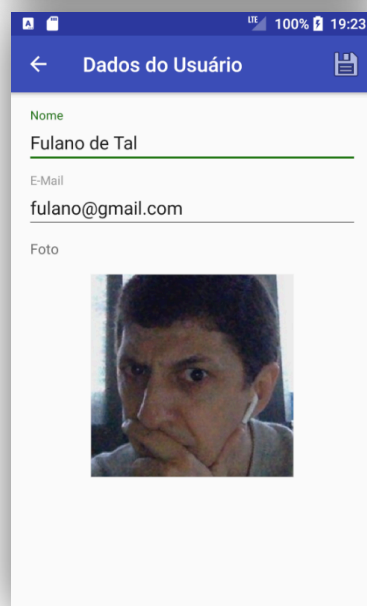 LTE 100% 19:23
Dados do Usuário
Nome
Fulano de Tal
E-Mail
fulano@gmail.com
Foto